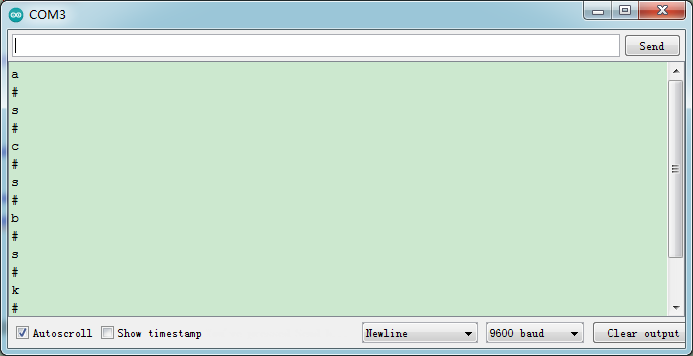 COM3
Send
a
#
s
#
c
#
s
#
b
#
s
#
k
#
Autoscroll Show timestamp Newline 9600 baud Clear output